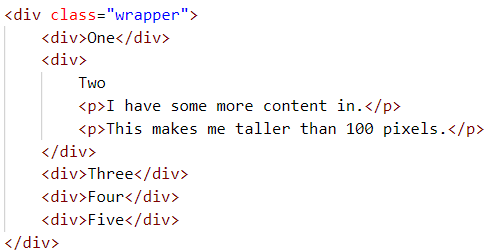 <div class="wrapper">
    <div>One</div>
    <div>
        Two
        <p>I have some more content in.</p>
        <p>This makes me taller than 100 pixels.</p>
    </div>
    <div>Three</div>
    <div>Four</div>
    <div>Five</div>
</div>